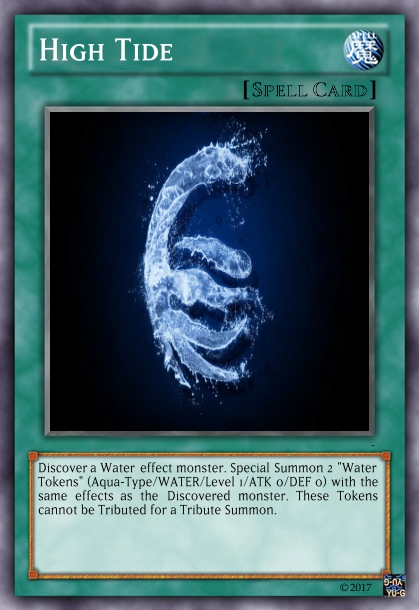 High Tide
魔
[Spell Card]
Discover a Water effect monster. Special Summon 2 "Water
Tokens" (Aqua-Type/WATER/Level 1/ATK 0/DEF 0) with the
same effects as the Discovered monster. These Tokens
cannot be Tributed for a Tribute Summon.
©2017
YU-G